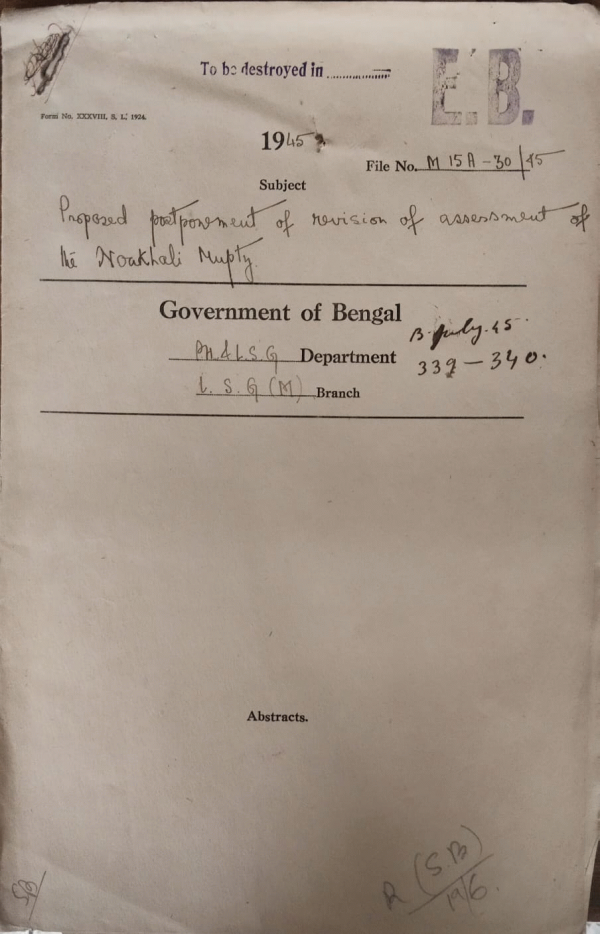 To be destroyed in ............
E.B.
Form No. XXXVIII, S. L., 1924.
1945
File No. M 15A - 30/45
Subject
Proposed postponement of revision of assessment of
the Noakhali Mupty.
Government of Bengal
B. July. 45.
PH & L.S.G Department
339 - 340.
L. S. G (M) Branch
Abstracts.
R (S.B)
19/6.
SB